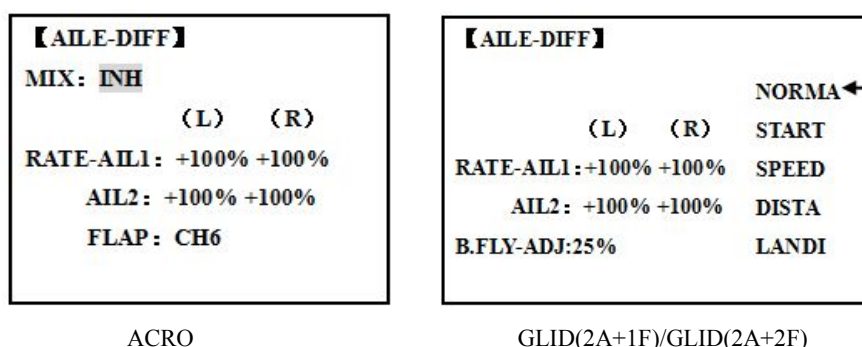 【AILE-DIFF】
MIX：INH
（L） （R）
RATE-AIL1：+100% +100%
AIL2：+100% +100%
FLAP：CH6
ACRO
【AILE-DIFF】
NORMA←
（L） （R） START
RATE-AIL1:+100% +100% SPEED
AIL2：+100% +100% DISTA
B.FLY-ADJ:25% LANDI
GLID(2A+1F)/GLID(2A+2F)